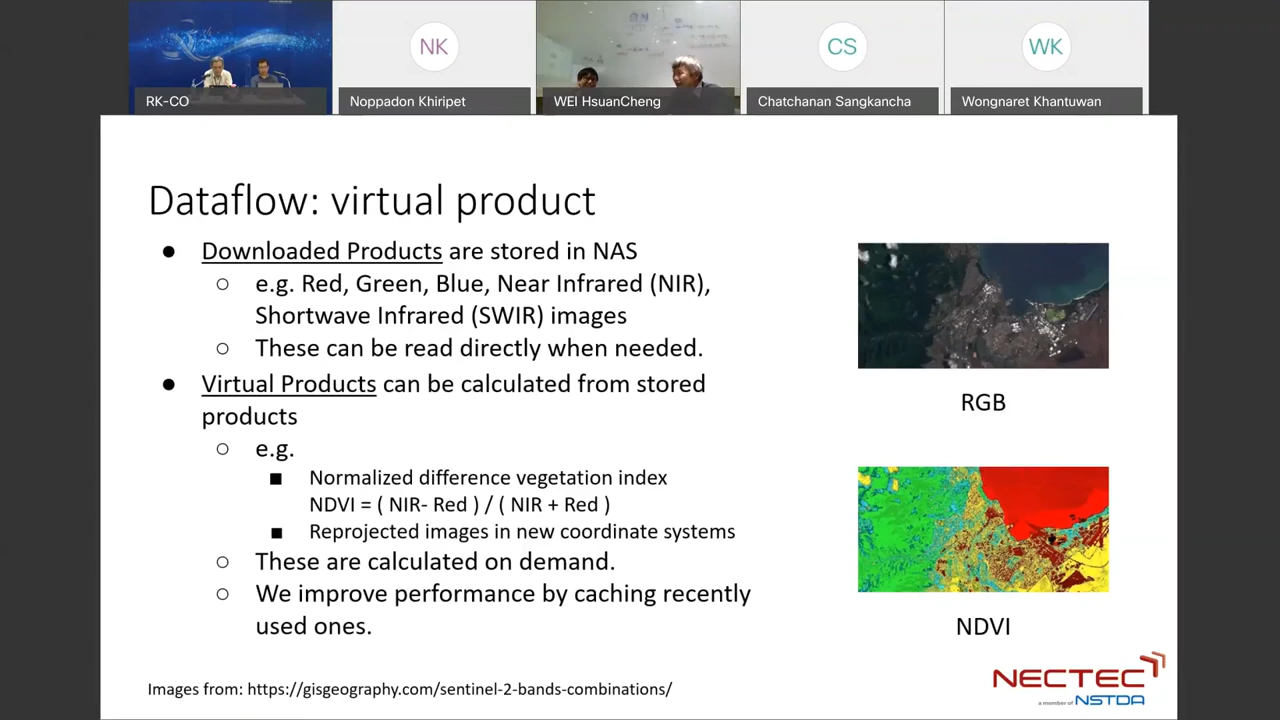 NK
CS
WK
RK-CO
Noppadon Khiripet
WEI HsuanCheng
Chatchanan Sangkancha
Wongnaret Khantuwan
Dataflow: virtual product
● Downloaded Products are stored in NAS
○ e.g. Red, Green, Blue, Near Infrared (NIR),
Shortwave Infrared (SWIR) images
○ These can be read directly when needed.
● Virtual Products can be calculated from stored
products
○ e.g.
■ Normalized difference vegetation index
NDVI = ( NIR- Red ) / ( NIR + Red )
■ Reprojected images in new coordinate systems
○ These are calculated on demand.
○ We improve performance by caching recently
used ones.
RGB
NDVI
Images from: https://gisgeography.com/sentinel-2-bands-combinations/
NECTEC
a member of NSTDA